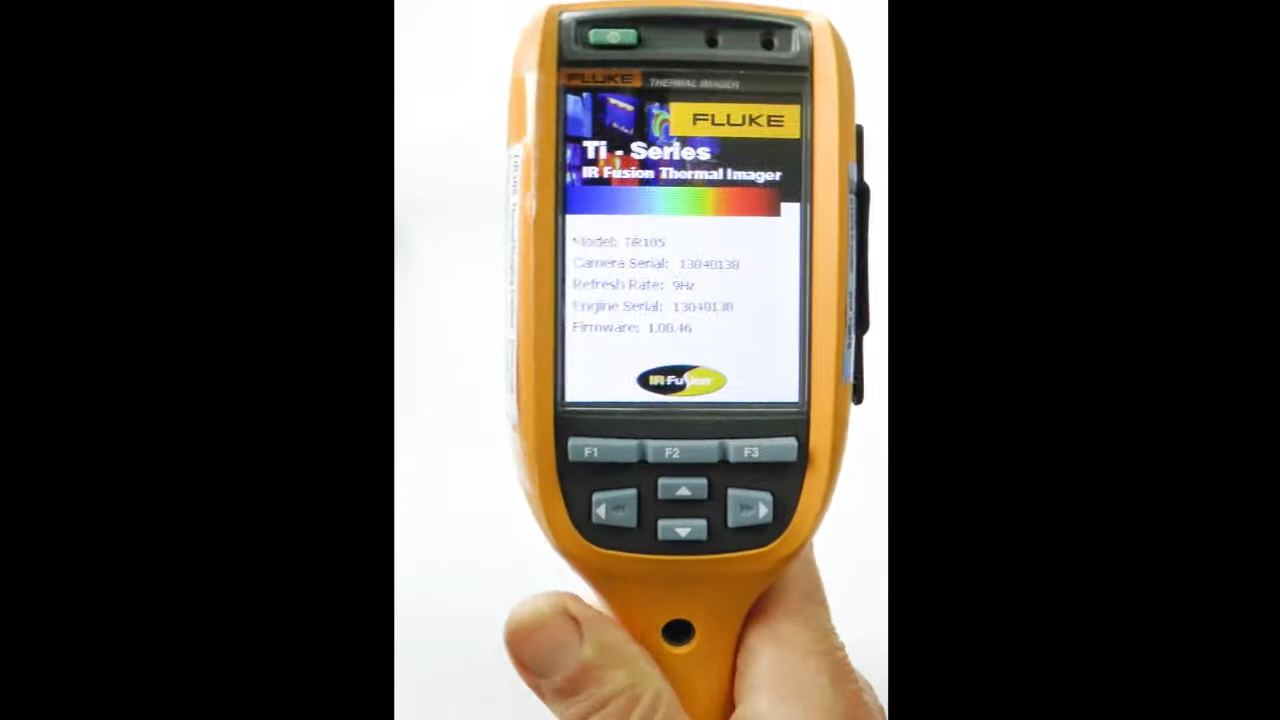 FLUKE THERMAL IMAGER
FLUKE
Ti - Series
IR Fusion Thermal Imager
Model: TiR105
Camera Serial: 13040138
Refresh Rate: 9Hz
Engine Serial: 13040138
Firmware: 1.00.46
IR Fusion
F1 F2 F3